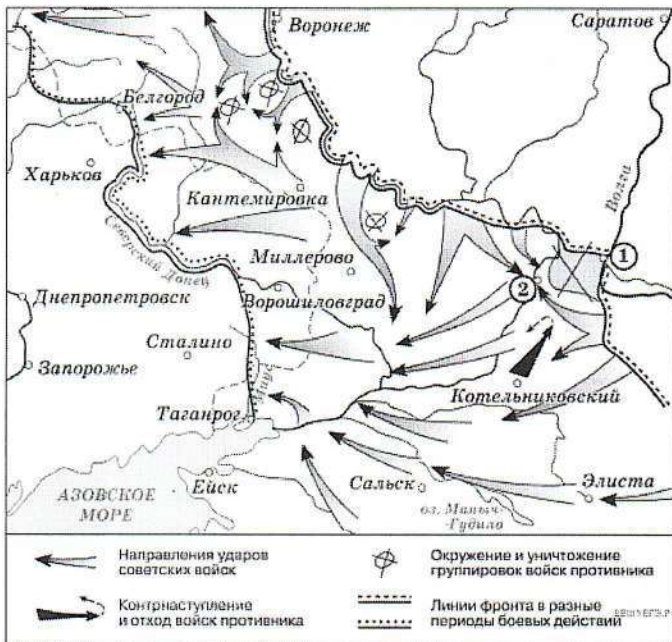 Воронеж
Саратов
Белгород
Харьков
Кантемировка
Волга
Северский Донец
Миллерово
1
2
Днепропетровск
Ворошиловград
Сталино
Запорожье
Миус
Котельниковский
Таганрог
Ейск
Сальск
Элиста
АЗОВСКОЕ
МОРЕ
оз. Маныч-
Гудило
Направления ударов
советских войск
Окружение и уничтожение
группировок войск противника
Контрнаступление
и отход войск противника
Линии фронта в разные
периоды боевых действий